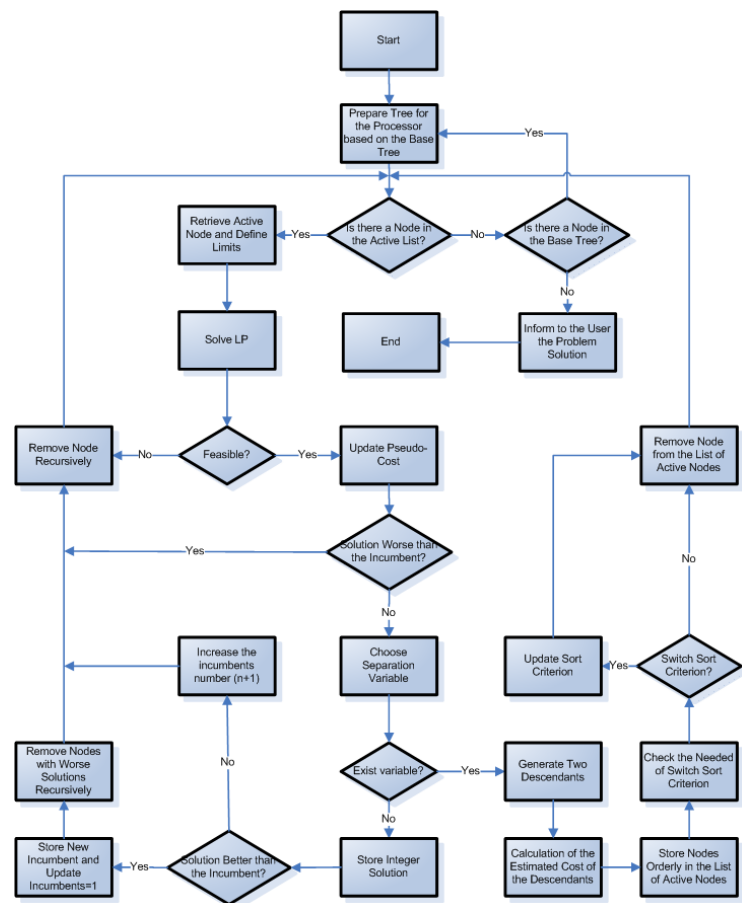 Start
Prepare Tree for
the Processor
based on the Base
Tree
Yes
Retrieve Active
Node and Define
Limits
Yes
Is there a Node in
the Active List?
No
Is there a Node in
the Base Tree?
No
Solve LP
End
Inform to the User
the Problem
Solution
Remove Node
Recursively
No
Feasible?
Yes
Update Pseudo-
Cost
Remove Node
from the List of
Active Nodes
Yes
Solution Worse than
the Incumbent?
No
No
Increase the
incumbents
number (n+1)
Choose
Separation
Variable
Update Sort
Criterion
Yes
Switch Sort
Criterion?
Remove Nodes
with Worse
Solutions
Recursively
No
Exist variable?
Yes
Generate Two
Descendants
Check the Needed
of Switch Sort
Criterion
No
Store New
Incumbent and
Update
Incumbents=1
Yes
Solution Better than
the Incumbent?
Store Integer
Solution
Calculation of the
Estimated Cost of
the Descendants
Store Nodes
Orderly in the List
of Active Nodes